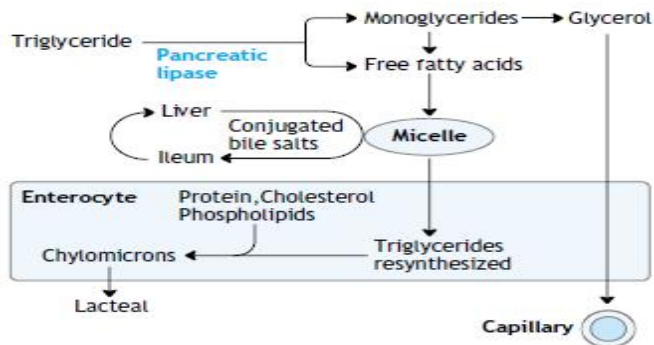 Monoglycerides Glycerol
Triglyceride
Pancreatic
lipase
Free fatty acids
Liver
Conjugated
bile salts
Micelle
Ileum
Enterocyte
Protein,Cholesterol
Phospholipids
Chylomicrons
Triglycerides
resynthesized
Lacteal
Capillary